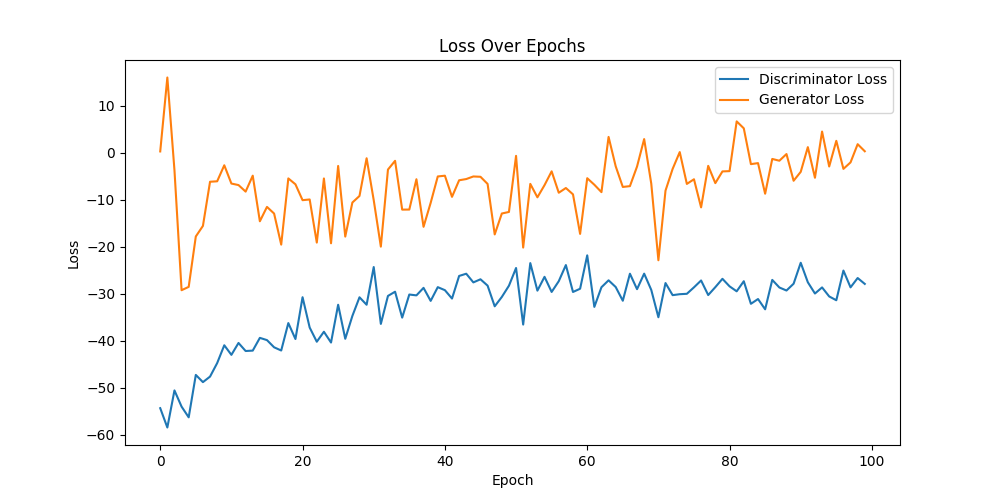 Loss Over Epochs
Discriminator Loss
Generator Loss
10
0
−10
−20
−30
−40
−50
−60
Loss
0 20 40 60 80 100
Epoch